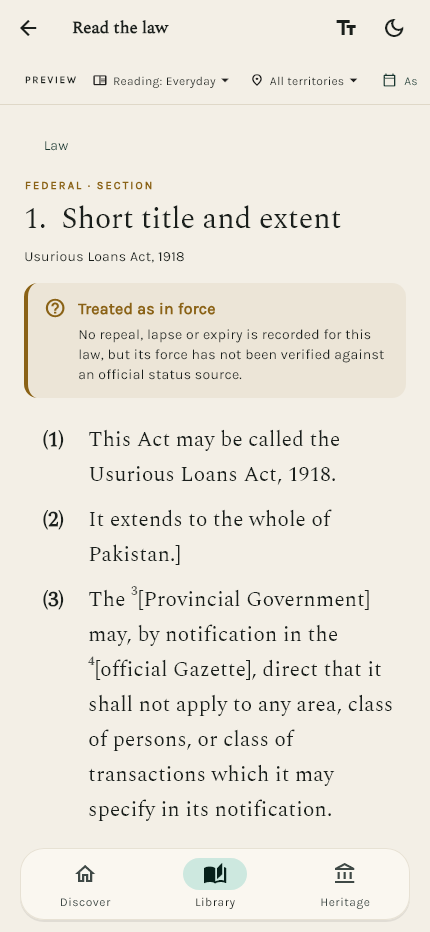 Read the law
PREVIEW Reading: Everyday All territories As
Law
FEDERAL · SECTION
1. Short title and extent
Usurious Loans Act, 1918
Treated as in force
No repeal, lapse or expiry is recorded for this
law, but its force has not been verified against
an official status source.
(1) This Act may be called the
Usurious Loans Act, 1918.
(2) It extends to the whole of
Pakistan.]
(3) The 3[Provincial Government]
may, by notification in the
4[official Gazette], direct that it
shall not apply to any area, class
of persons, or class of
transactions which it may
specify in its notification.
Discover Library Heritage